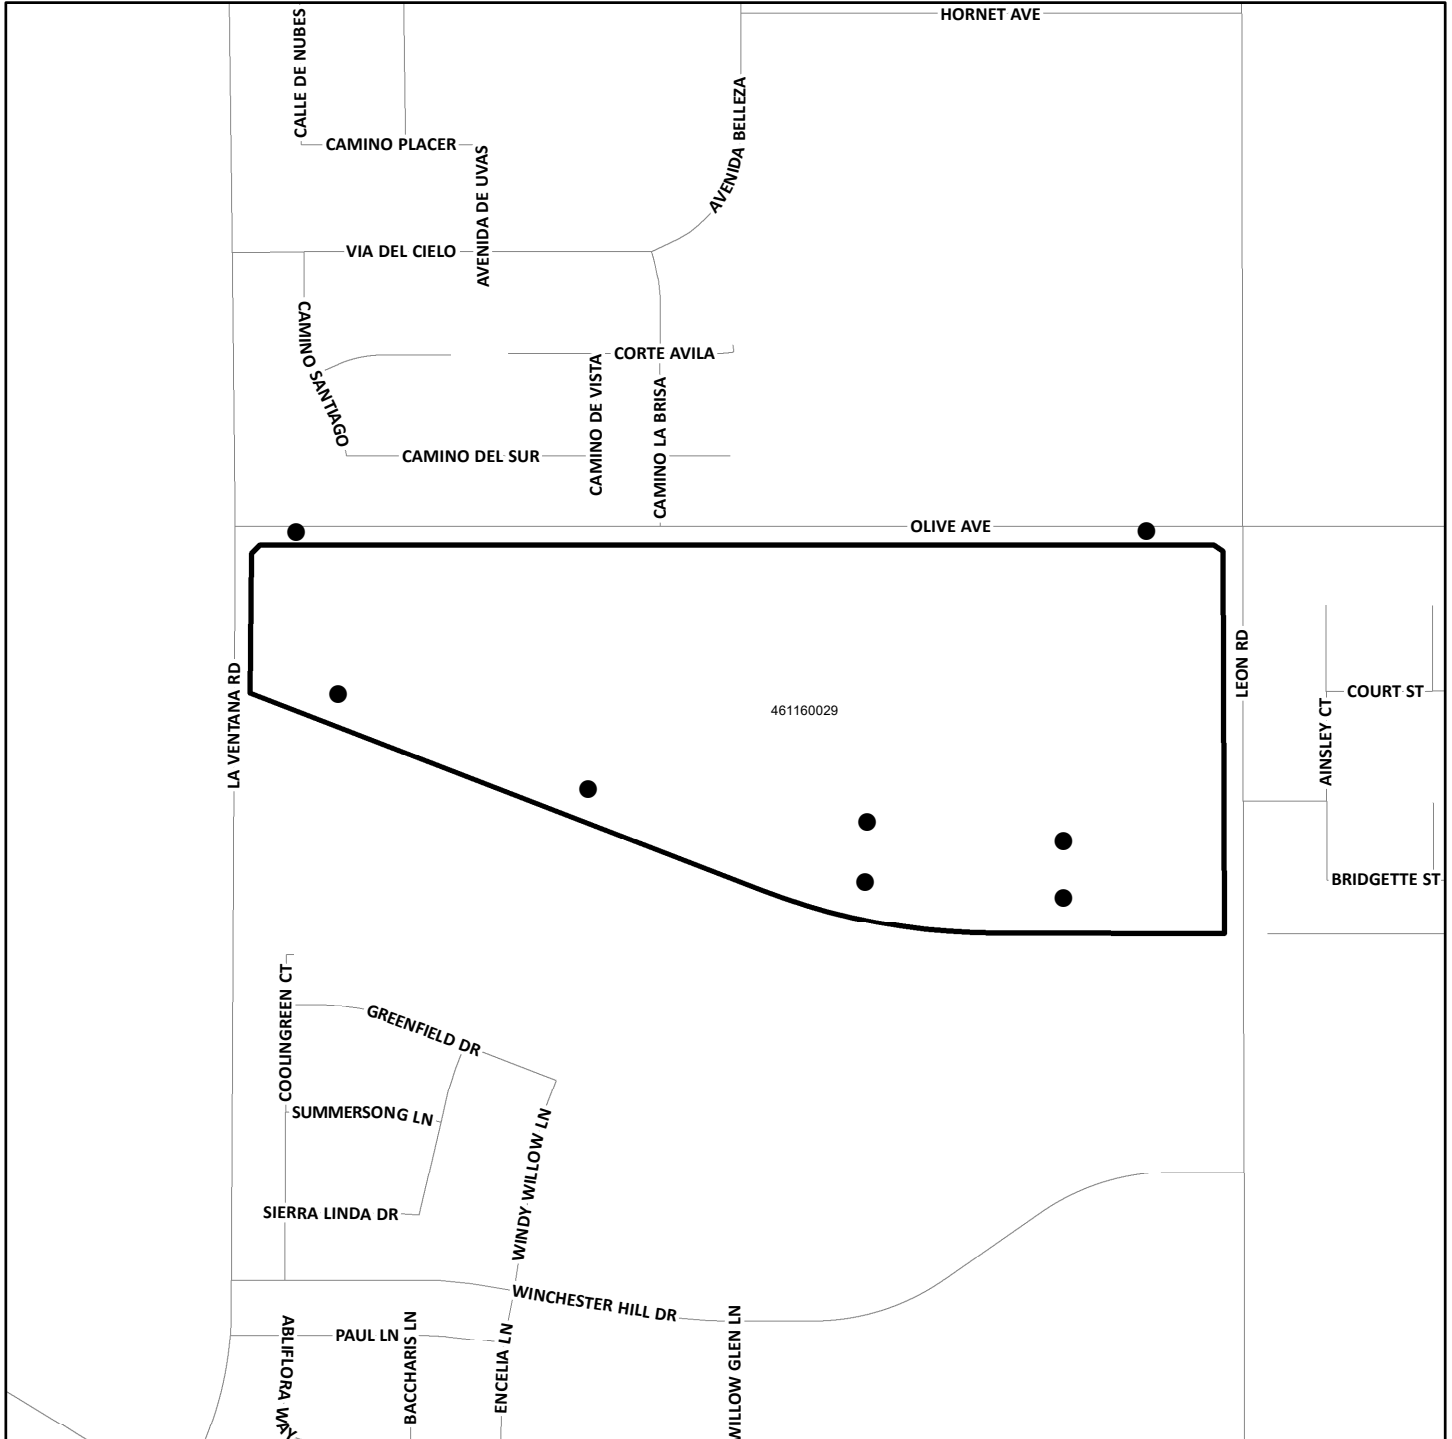 HORNET AVE
CALLE DE NUBES
AVENIDA BELLEZA
CAMINO PLACER
AVENIDA DE UVAS
VIA DEL CIELO
CAMINO SANTIAGO
CORTE AVILA
CAMINO DE VISTA
CAMINO LA BRISA
CAMINO DEL SUR
OLIVE AVE
LA VENTANA RD
LEON RD
461160029
COURT ST
AINSLEY CT
BRIDGETTE ST
COOLINGREEN CT
GREENFIELD DR
SUMMERSONG LN
WINDY WILLOW LN
SIERRA LINDA DR
WINCHESTER HILL DR
ABLIFLORA WAY
PAUL LN
BACCHARIS LN
ENCELIA LN
WILLOW GLEN LN